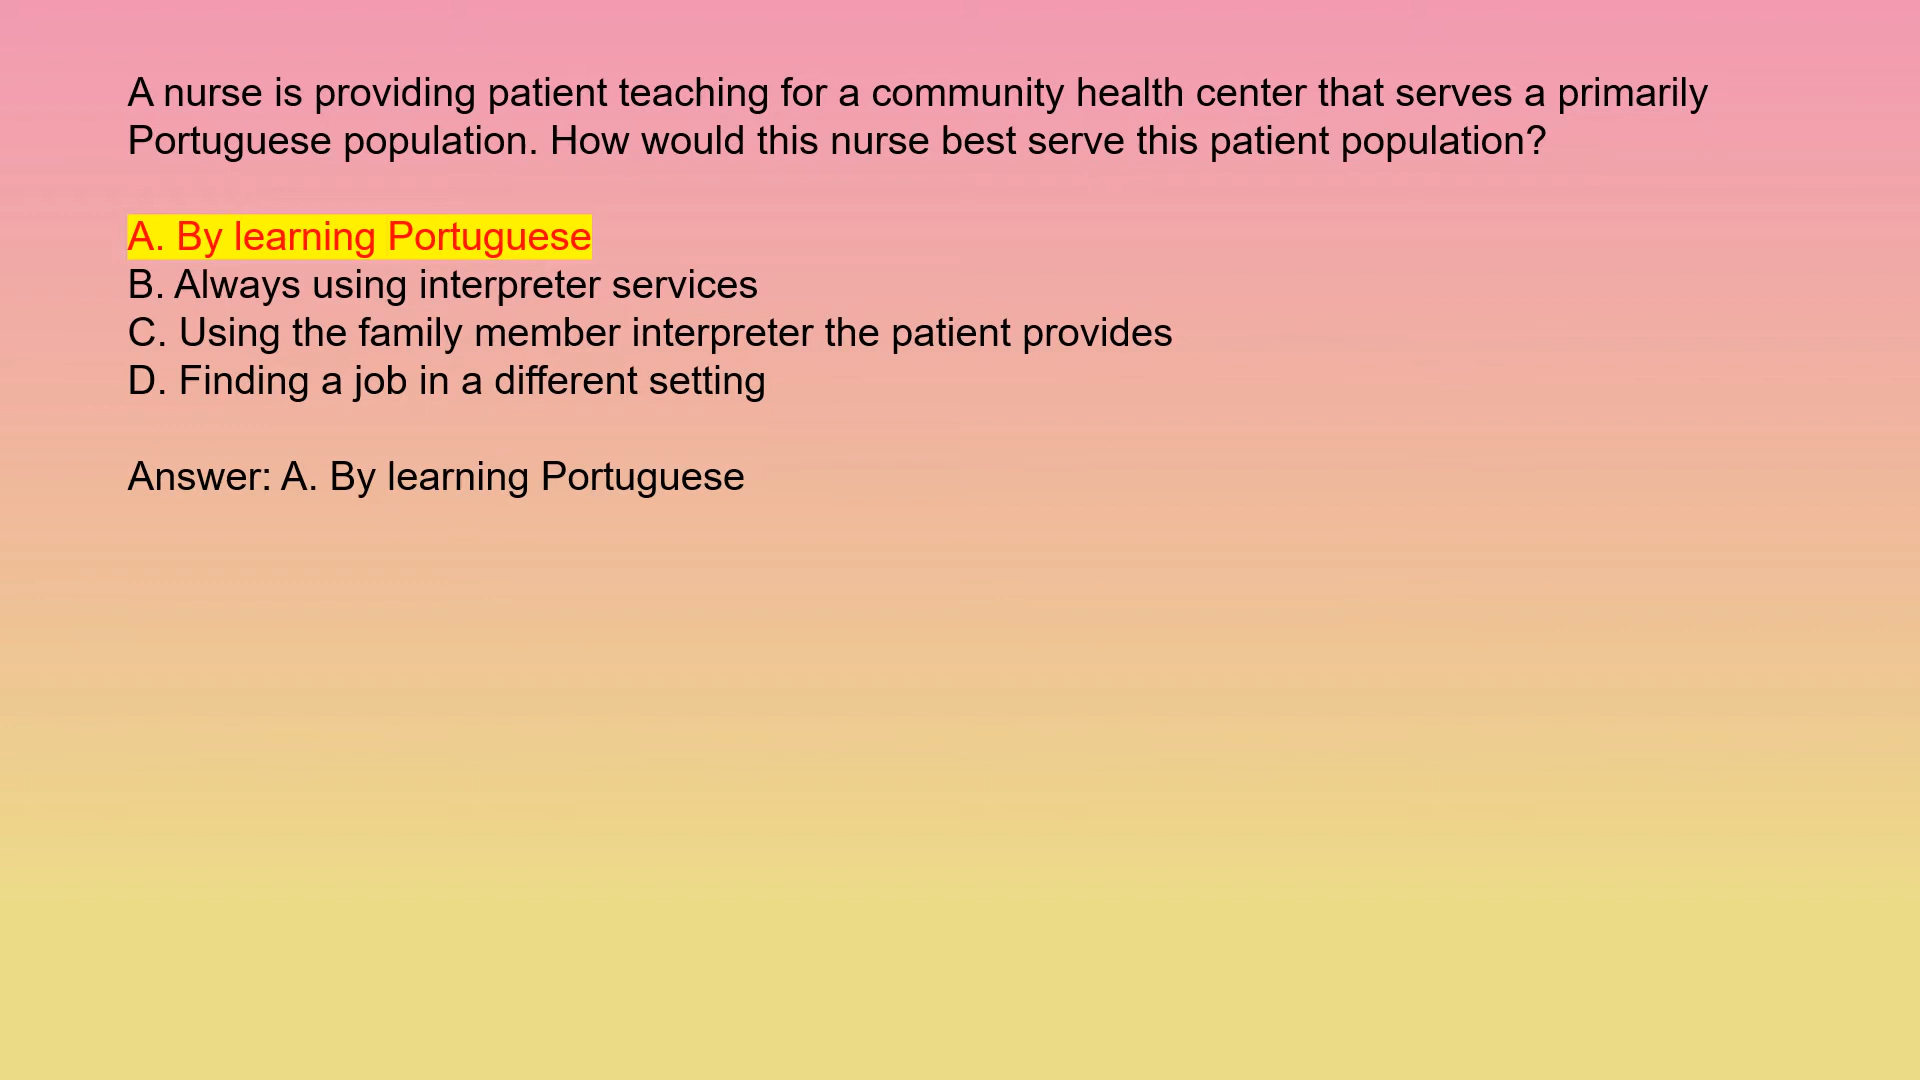 A nurse is providing patient teaching for a community health center that serves a primarily
Portuguese population. How would this nurse best serve this patient population?
A. By learning Portuguese
B. Always using interpreter services
C. Using the family member interpreter the patient provides
D. Finding a job in a different setting
Answer: A. By learning Portuguese